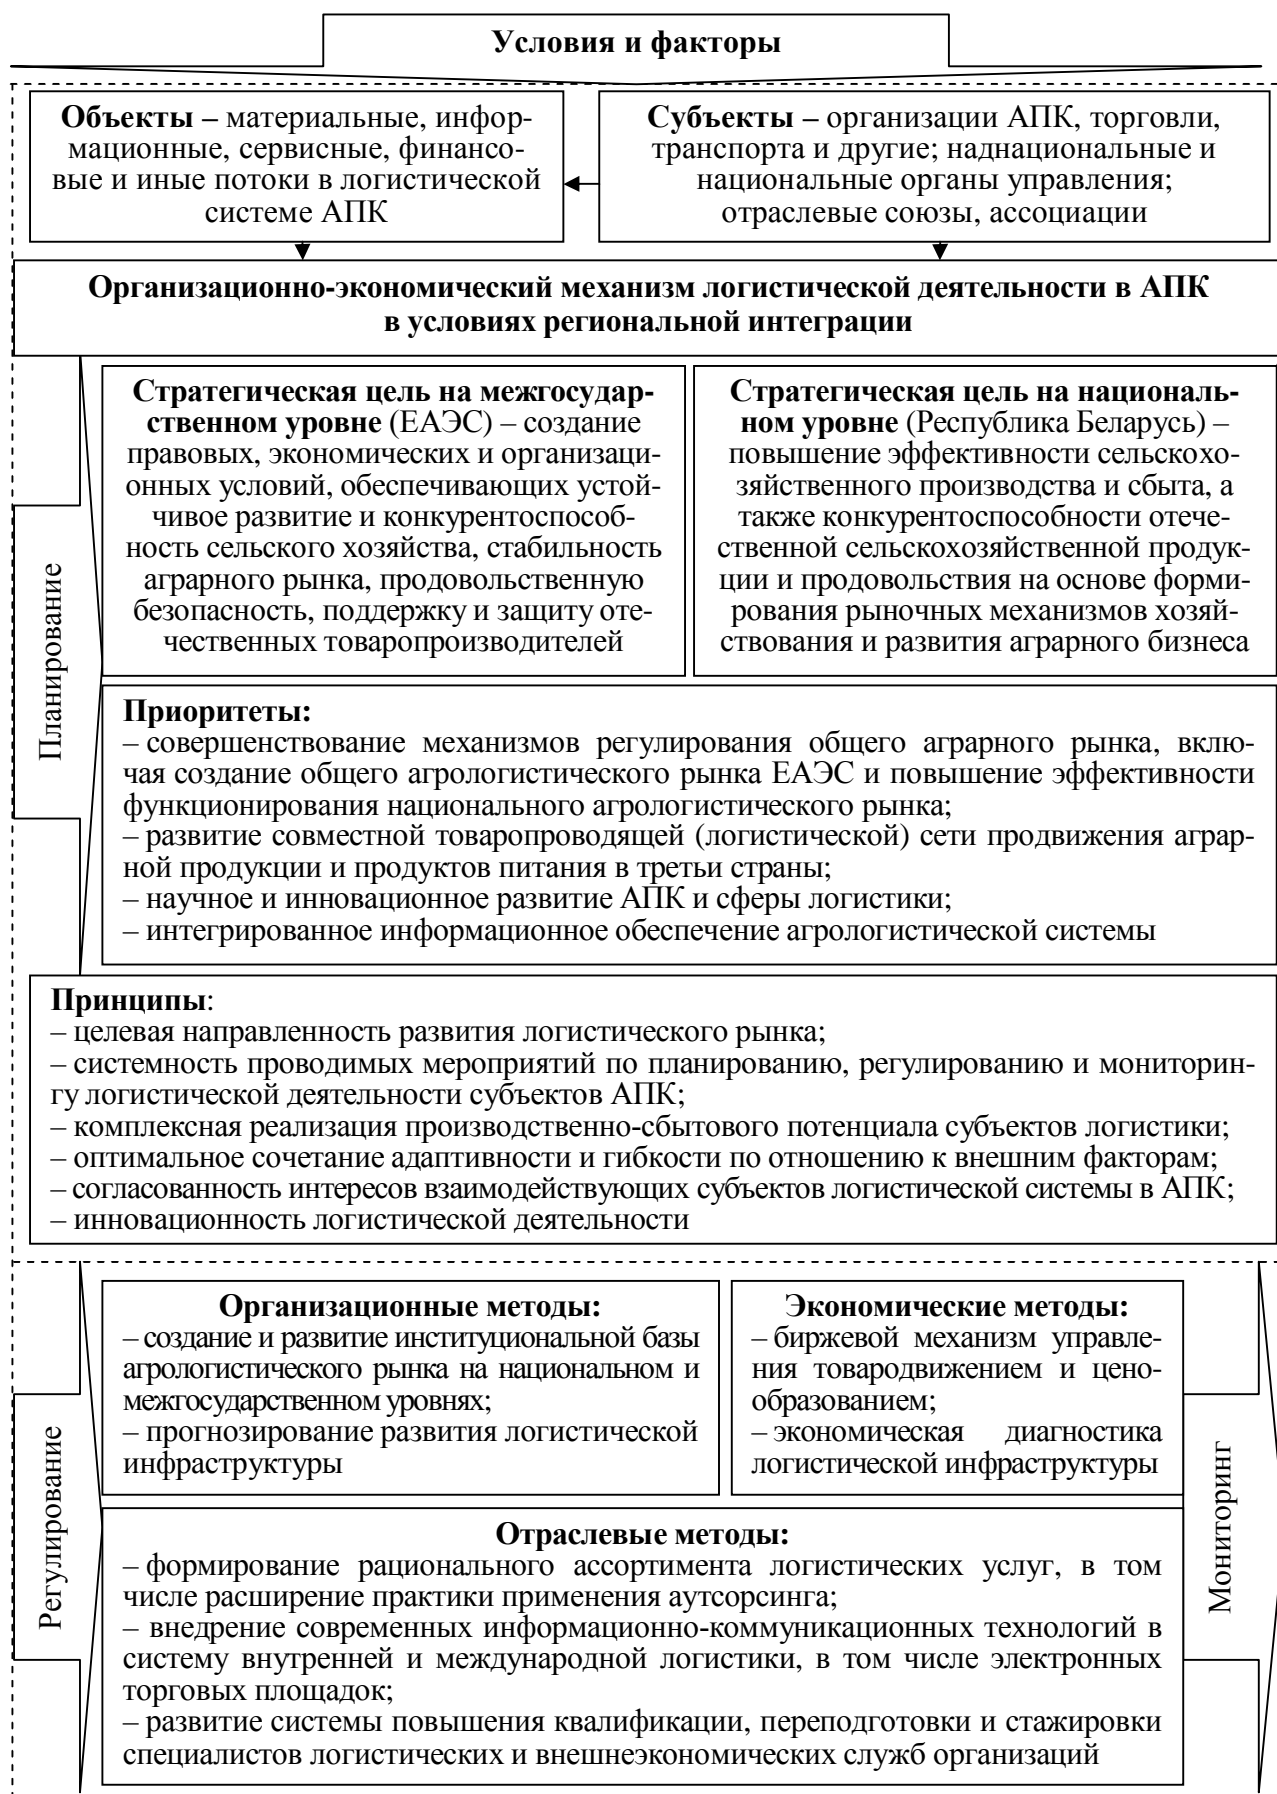 Условия и факторы
Объекты – материальные, инфор-
мационные, сервисные, финансо-
вые и иные потоки в логистической
системе АПК
Субъекты – организации АПК, торговли,
транспорта и другие; наднациональные и
национальные органы управления;
отраслевые союзы, ассоциации
Организационно-экономический механизм логистической деятельности в АПК
в условиях региональной интеграции
Планирование
Стратегическая цель на межгосудар-
ственном уровне (ЕАЭС) – создание
правовых, экономических и организаци-
онных условий, обеспечивающих устой-
чивое развитие и конкурентоспособ-
ность сельского хозяйства, стабильность
аграрного рынка, продовольственную
безопасность, поддержку и защиту оте-
чественных товаропроизводителей
Стратегическая цель на националь-
ном уровне (Республика Беларусь) –
повышение эффективности сельскохо-
зяйственного производства и сбыта, а
также конкурентоспособности отече-
ственной сельскохозяйственной продук-
ции и продовольствия на основе форми-
рования рыночных механизмов хозяй-
ствования и развития аграрного бизнеса
Приоритеты:
– совершенствование механизмов регулирования общего аграрного рынка, вклю-
чая создание общего агрологистического рынка ЕАЭС и повышение эффективности
функционирования национального агрологистического рынка;
– развитие совместной товаропроводящей (логистической) сети продвижения аграр-
ной продукции и продуктов питания в третьи страны;
– научное и инновационное развитие АПК и сферы логистики;
– интегрированное информационное обеспечение агрологистической системы
Принципы:
– целевая направленность развития логистического рынка;
– системность проводимых мероприятий по планированию, регулированию и мониторин-
гу логистической деятельности субъектов АПК;
– комплексная реализация производственно-сбытового потенциала субъектов логистики;
– оптимальное сочетание адаптивности и гибкости по отношению к внешним факторам;
– согласованность интересов взаимодействующих субъектов логистической системы в АПК;
– инновационность логистической деятельности
Регулирование
Организационные методы:
– создание и развитие институциональной базы
агрологистического рынка на национальном и
межгосударственном уровнях;
– прогнозирование развития логистической
инфраструктуры
Экономические методы:
– биржевой механизм управле-
ния товародвижением и цено-
образованием;
– экономическая диагностика
логистической инфраструктуры
Отраслевые методы:
– формирование рационального ассортимента логистических услуг, в том
числе расширение практики применения аутсорсинга;
– внедрение современных информационно-коммуникационных технологий в
систему внутренней и международной логистики, в том числе электронных
торговых площадок;
– развитие системы повышения квалификации, переподготовки и стажировки
специалистов логистических и внешнеэкономических служб организаций
Мониторинг